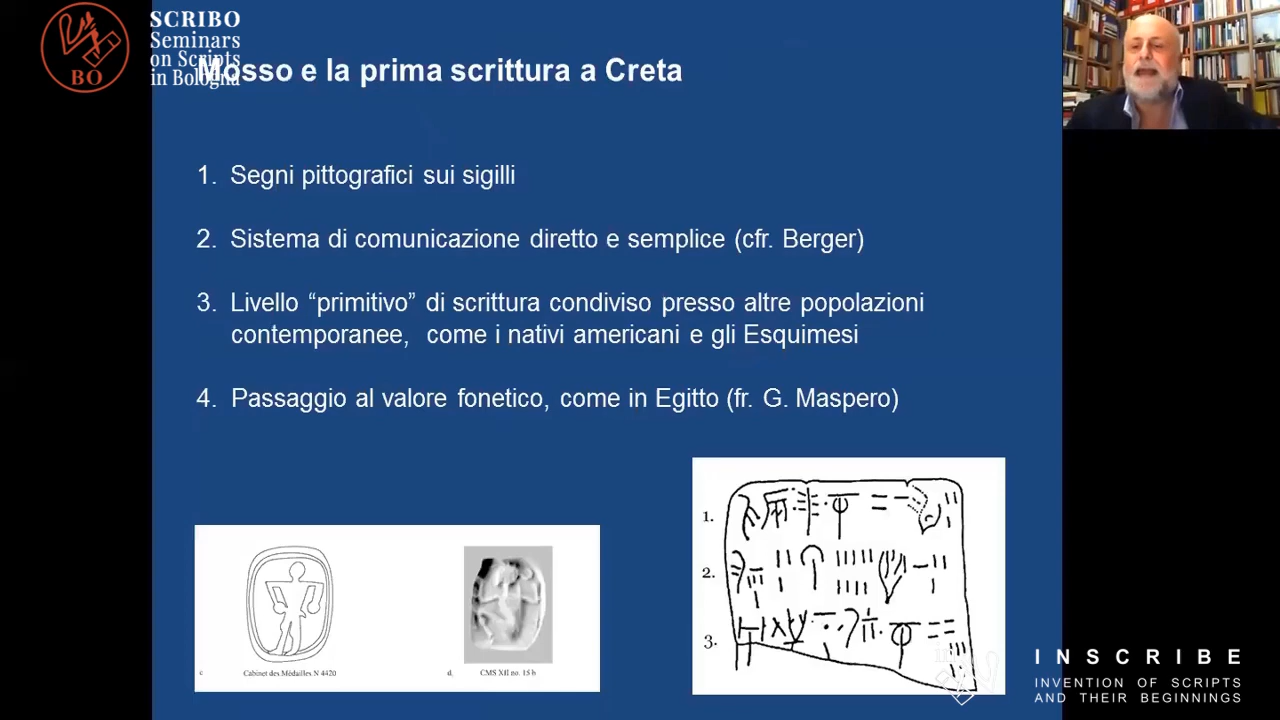 SCRIBO
Seminars
on Scripts
in Bologna
BO
Mosso e la prima scrittura a Creta
1. Segni pittografici sui sigilli
2. Sistema di comunicazione diretto e semplice (cfr. Berger)
3. Livello “primitivo” di scrittura condiviso presso altre popolazioni
contemporanee, come i nativi americani e gli Esquimesi
4. Passaggio al valore fonetico, come in Egitto (fr. G. Maspero)
c Cabinet des Médailles N 4420
d. CMS XII no. 15 b
1.
2.
3.
INSCRIBE
INVENTION OF SCRIPTS
AND THEIR BEGINNINGS